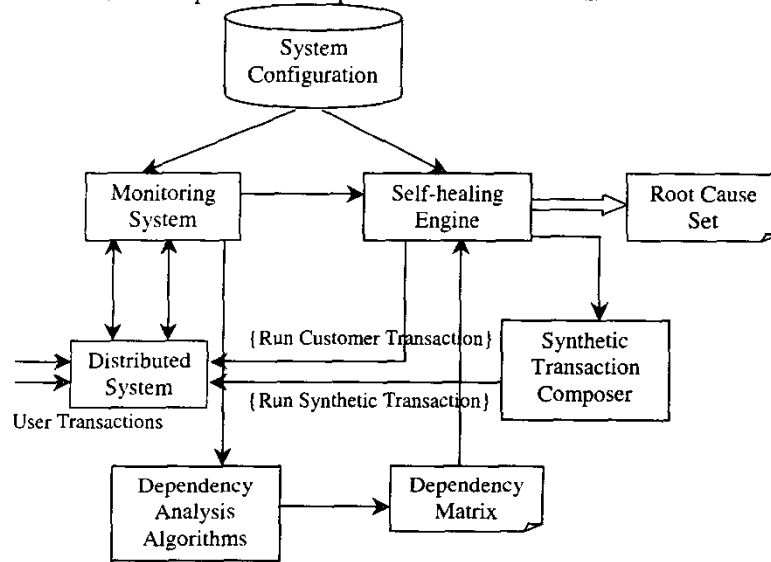 System
Configuration
Monitoring
System
Self-healing
Engine
Root Cause
Set
{Run Customer Transaction}
Distributed
System
Synthetic
Transaction
Composer
{Run Synthetic Transaction}
User Transactions
Dependency
Analysis
Algorithms
Dependency
Matrix